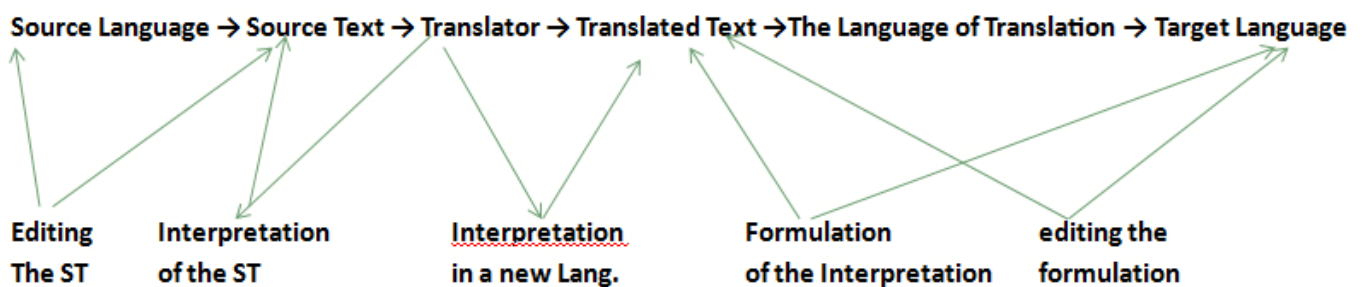 Source Language → Source Text → Translator → Translated Text →The Language of Translation → Target Language
Editing
The ST
Interpretation
of the ST
Interpretation
in a new Lang.
Formulation
of the Interpretation
editing the
formulation